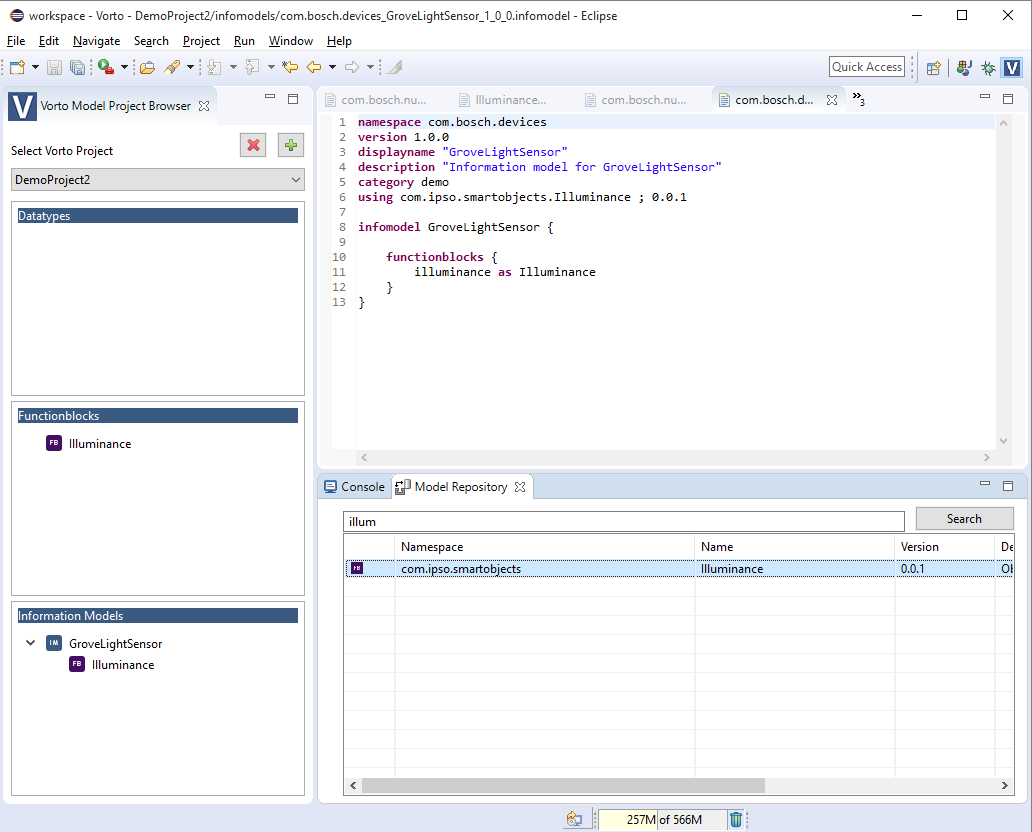 workspace - Vorto - DemoProject2/infomodels/com.bosch.devices_GroveLightSensor_1_0_0.infomodel - Eclipse
File Edit Navigate Search Project Run Window Help
Quick Access
V
V Vorto Model Project Browser
Select Vorto Project
DemoProject2
Datatypes
Functionblocks
FB Illuminance
Information Models
IM GroveLightSensor
FB Illuminance
com.bosch.nu... Illuminance... com.bosch.nu... com.bosch.d... »3
1 namespace com.bosch.devices
2 version 1.0.0
3 displayname "GroveLightSensor"
4 description "Information model for GroveLightSensor"
5 category demo
6 using com.ipso.smartobjects.Illuminance ; 0.0.1
7
8 infomodel GroveLightSensor {
9
10 functionblocks {
11 illuminance as Illuminance
12 }
13 }
Console Model Repository
illum Search
Namespace Name Version De
FB com.ipso.smartobjects Illuminance 0.0.1 Ob
257M of 566M